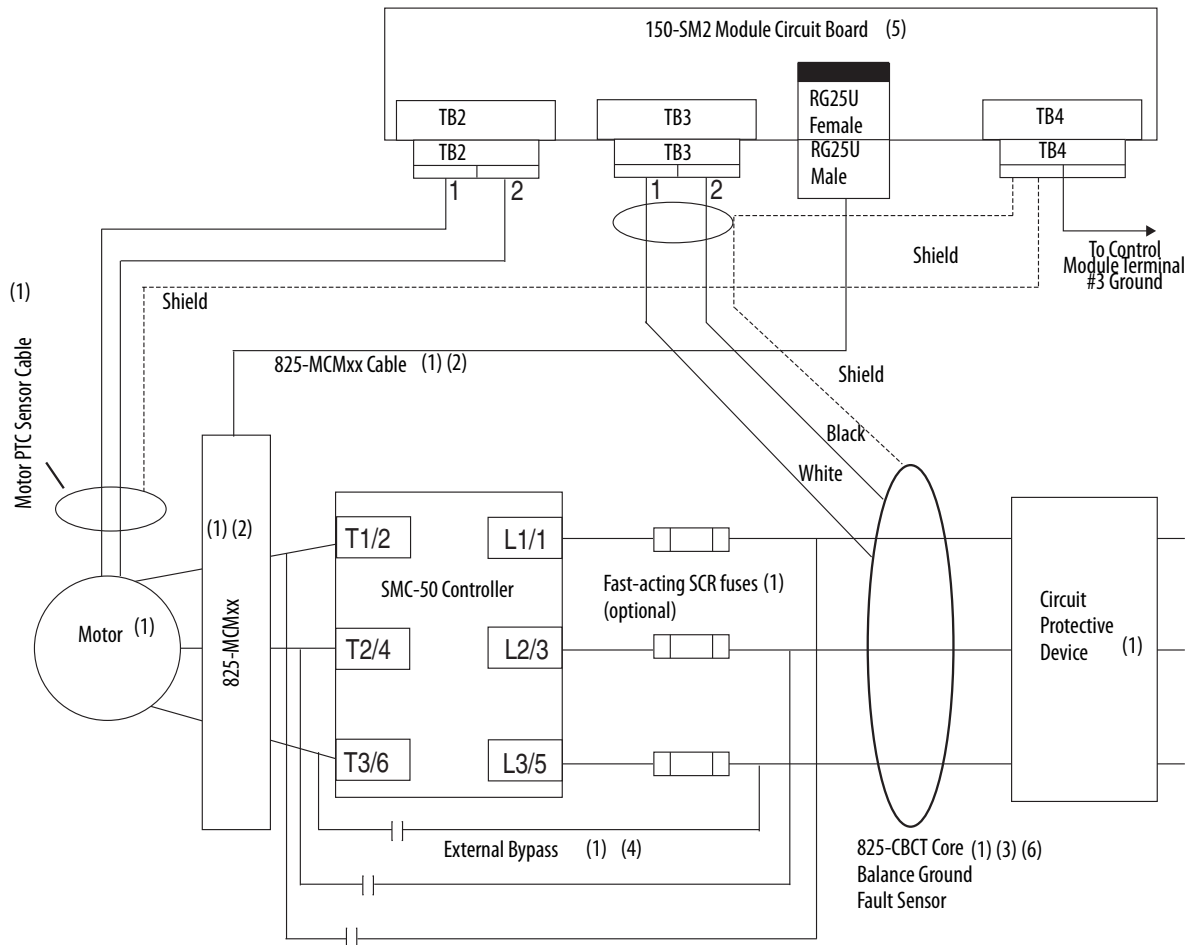 150-SM2 Module Circuit Board (5)
RG25U
Female
TB2
TB3
TB4
TB2
TB3
RG25U
Male
TB4
1
2
1
2
To Control
Module Terminal
#3 Ground
Shield
(1)
Shield
Motor PTC Sensor Cable
825-MCMxx Cable (1) (2)
Shield
Black
White
(1) (2)
825-MCMxx
T1/2
L1/1
SMC-50 Controller
Fast-acting SCR fuses (1)
(optional)
Motor (1)
T2/4
L2/3
Circuit
Protective
Device (1)
T3/6
L3/5
External Bypass (1) (4)
825-CBCT Core (1) (3) (6)
Balance Ground
Fault Sensor